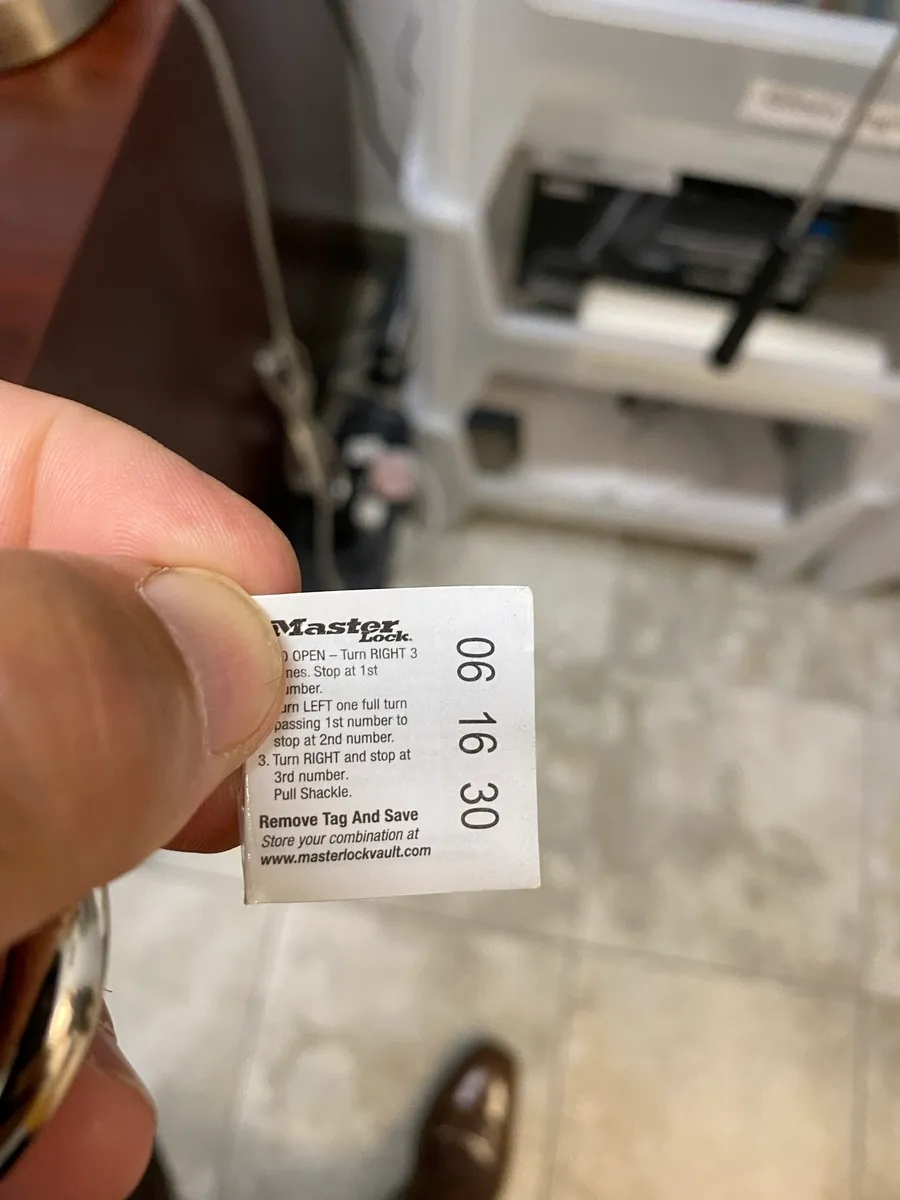 Master
Lock.
OPEN – Turn RIGHT 3
Stop at 1st
Turn LEFT one full turn
passing 1st number to
stop at 2nd number.
3. Turn RIGHT and stop at
3rd number.
Pull Shackle.
Remove Tag And Save
Store your combination at
www.masterlockvault.com
06 16 30